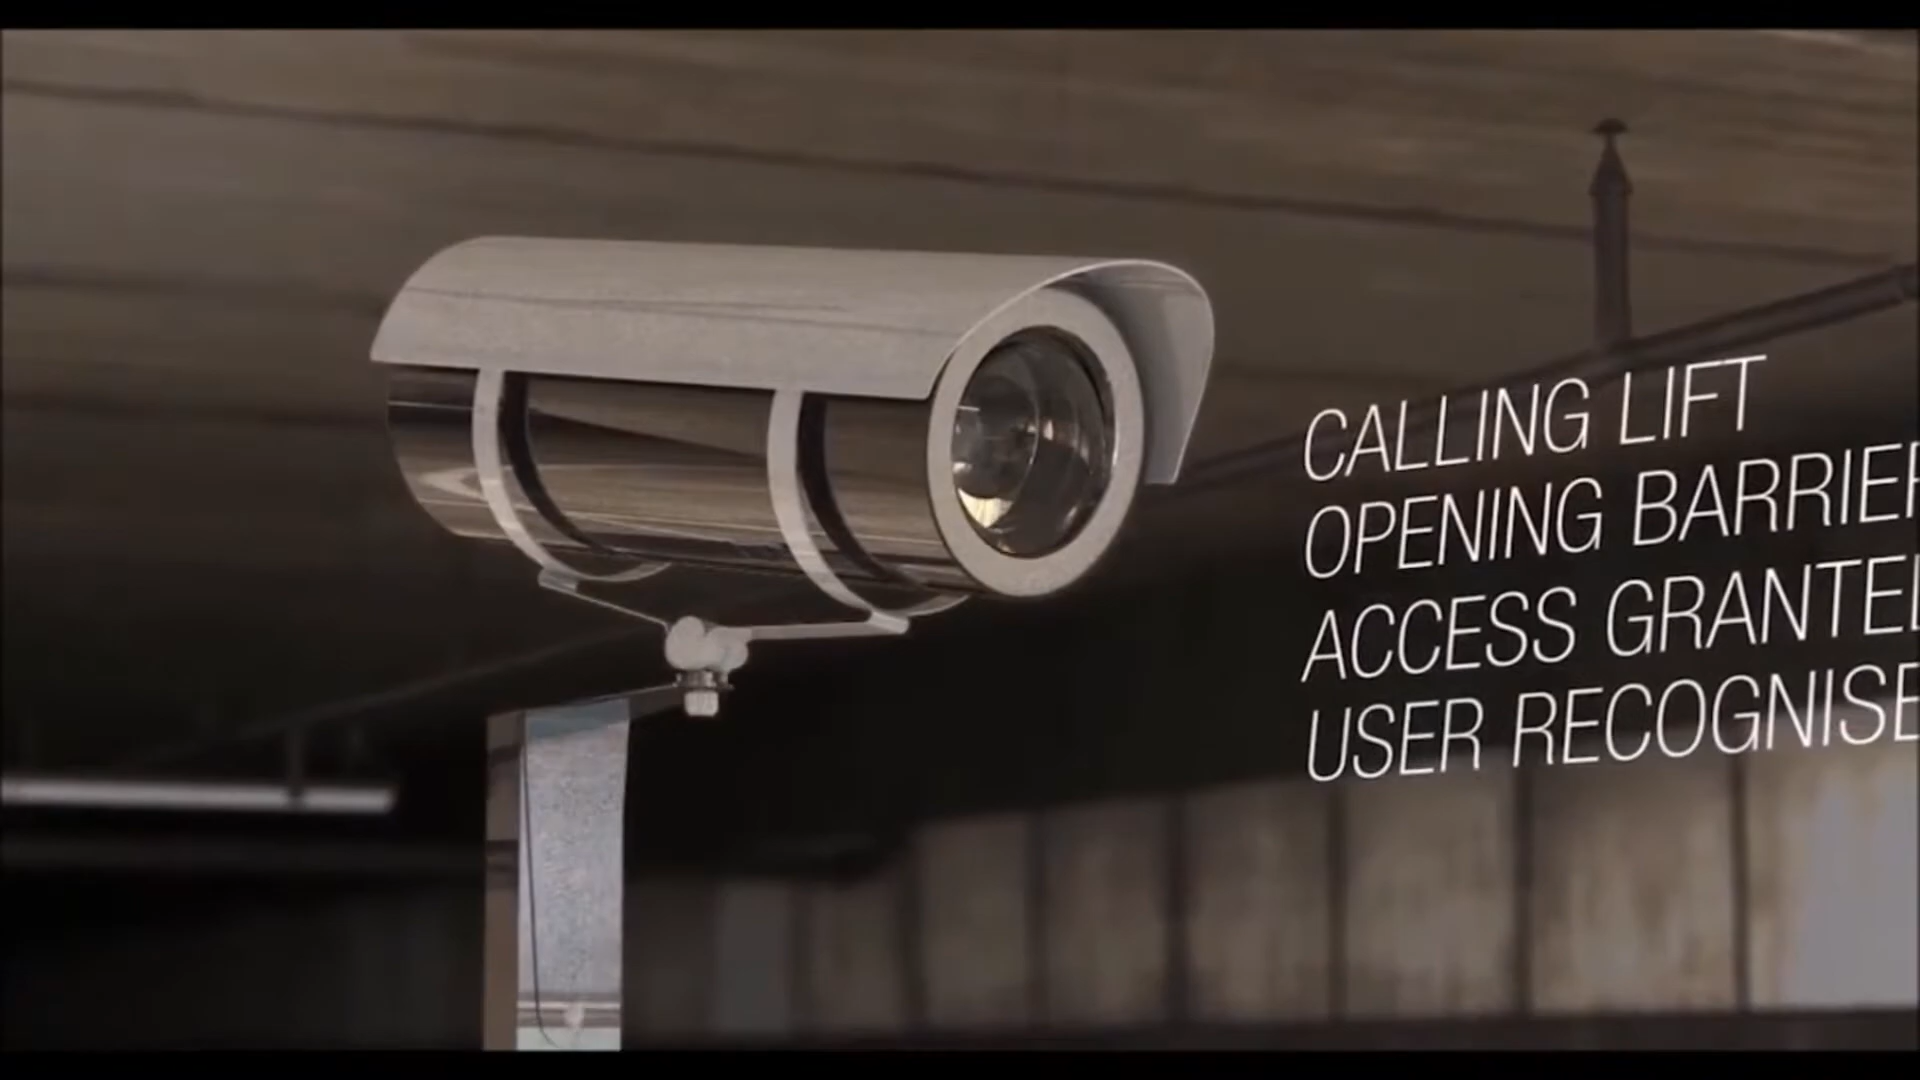 CALLING LIFT
OPENING BARRIER
ACCESS GRANTED
USER RECOGNISE